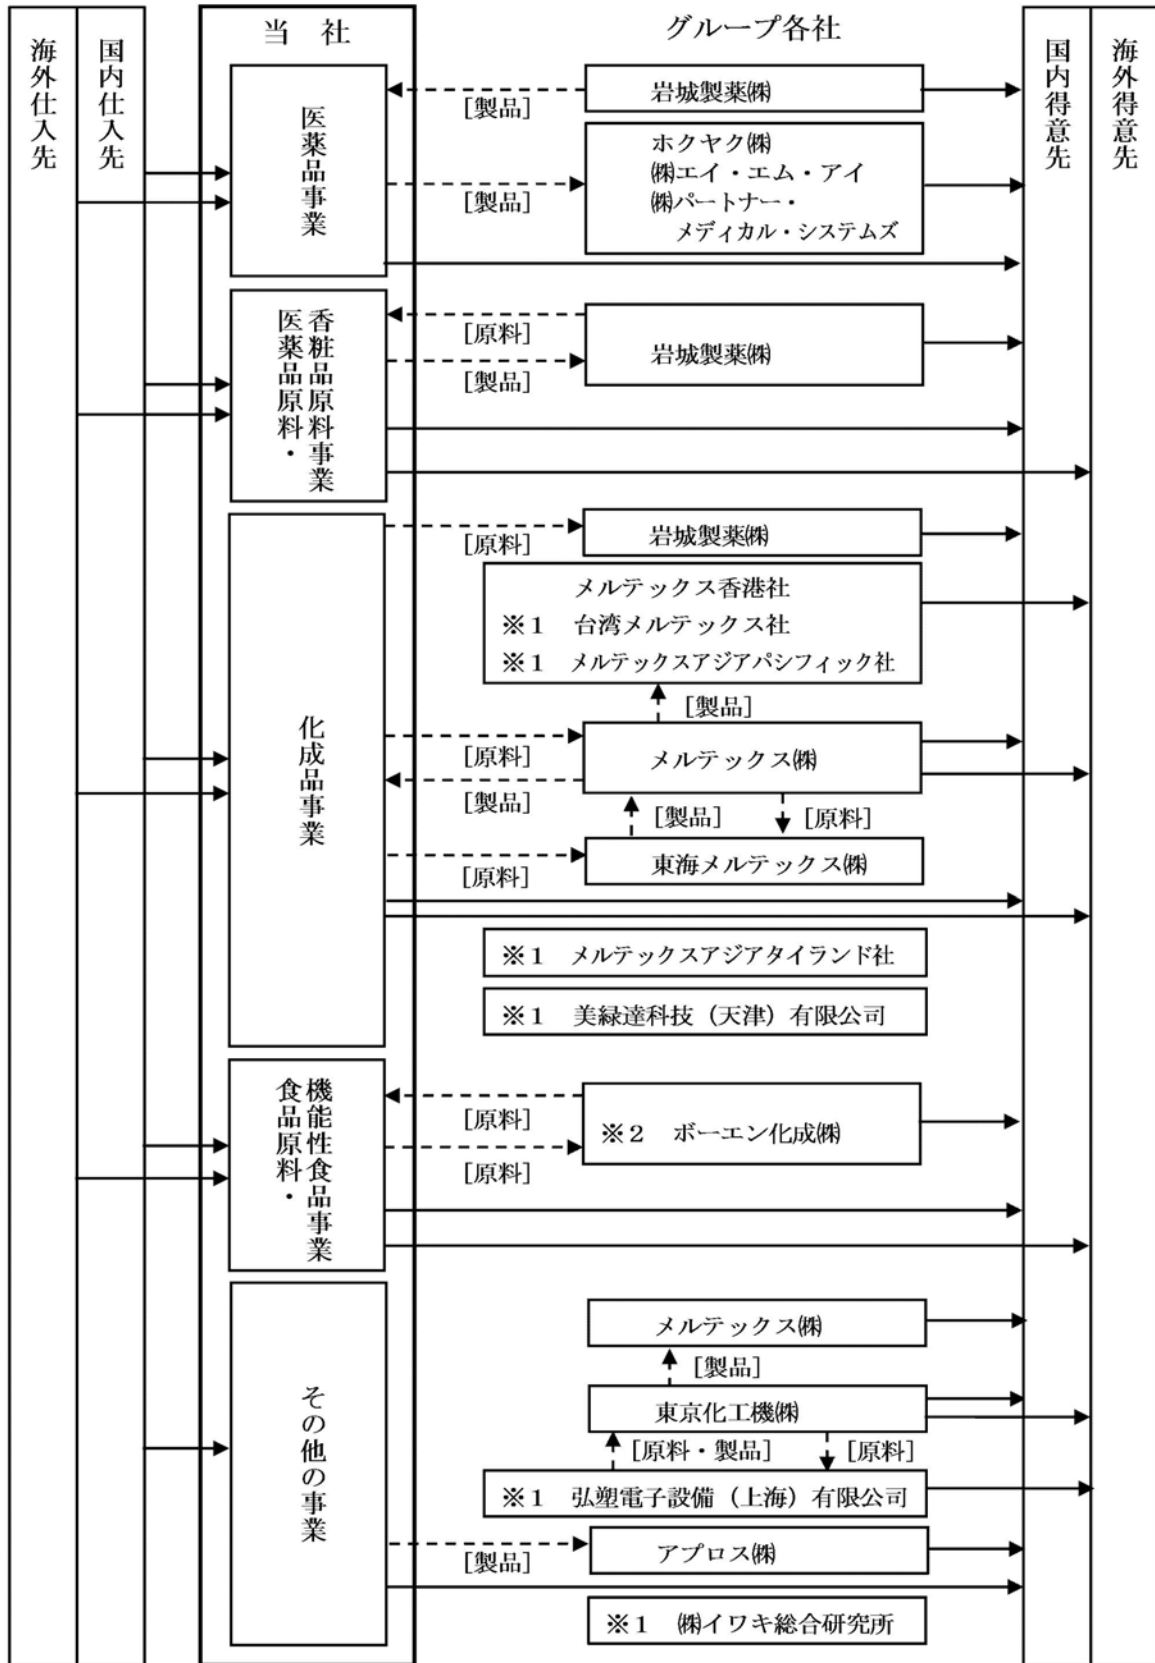 海外仕入先
国内仕入先
当　社
グループ各社
国内得意先
海外得意先
医薬品事業
[製品]
岩城製薬㈱
[製品]
ホクヤク㈱
㈱エイ・エム・アイ
㈱パートナー・
メディカル・システムズ
医薬品原料・
香粧品原料事業
[原料]
[製品]
岩城製薬㈱
化成品事業
[原料]
岩城製薬㈱
メルテックス香港社
※1　台湾メルテックス社
※1　メルテックスアジアパシフィック社
[製品]
[原料]
[製品]
メルテックス㈱
[製品]
[原料]
[原料]
東海メルテックス㈱
※1　メルテックスアジアタイランド社
※1　美緑達科技（天津）有限公司
食品原料・
機能性食品事業
[原料]
[原料]
※2　ボーエン化成㈱
その他の事業
メルテックス㈱
[製品]
東京化工機㈱
[原料・製品]
[原料]
※1　弘塑電子設備（上海）有限公司
[製品]
アプロス㈱
※1　㈱イワキ総合研究所